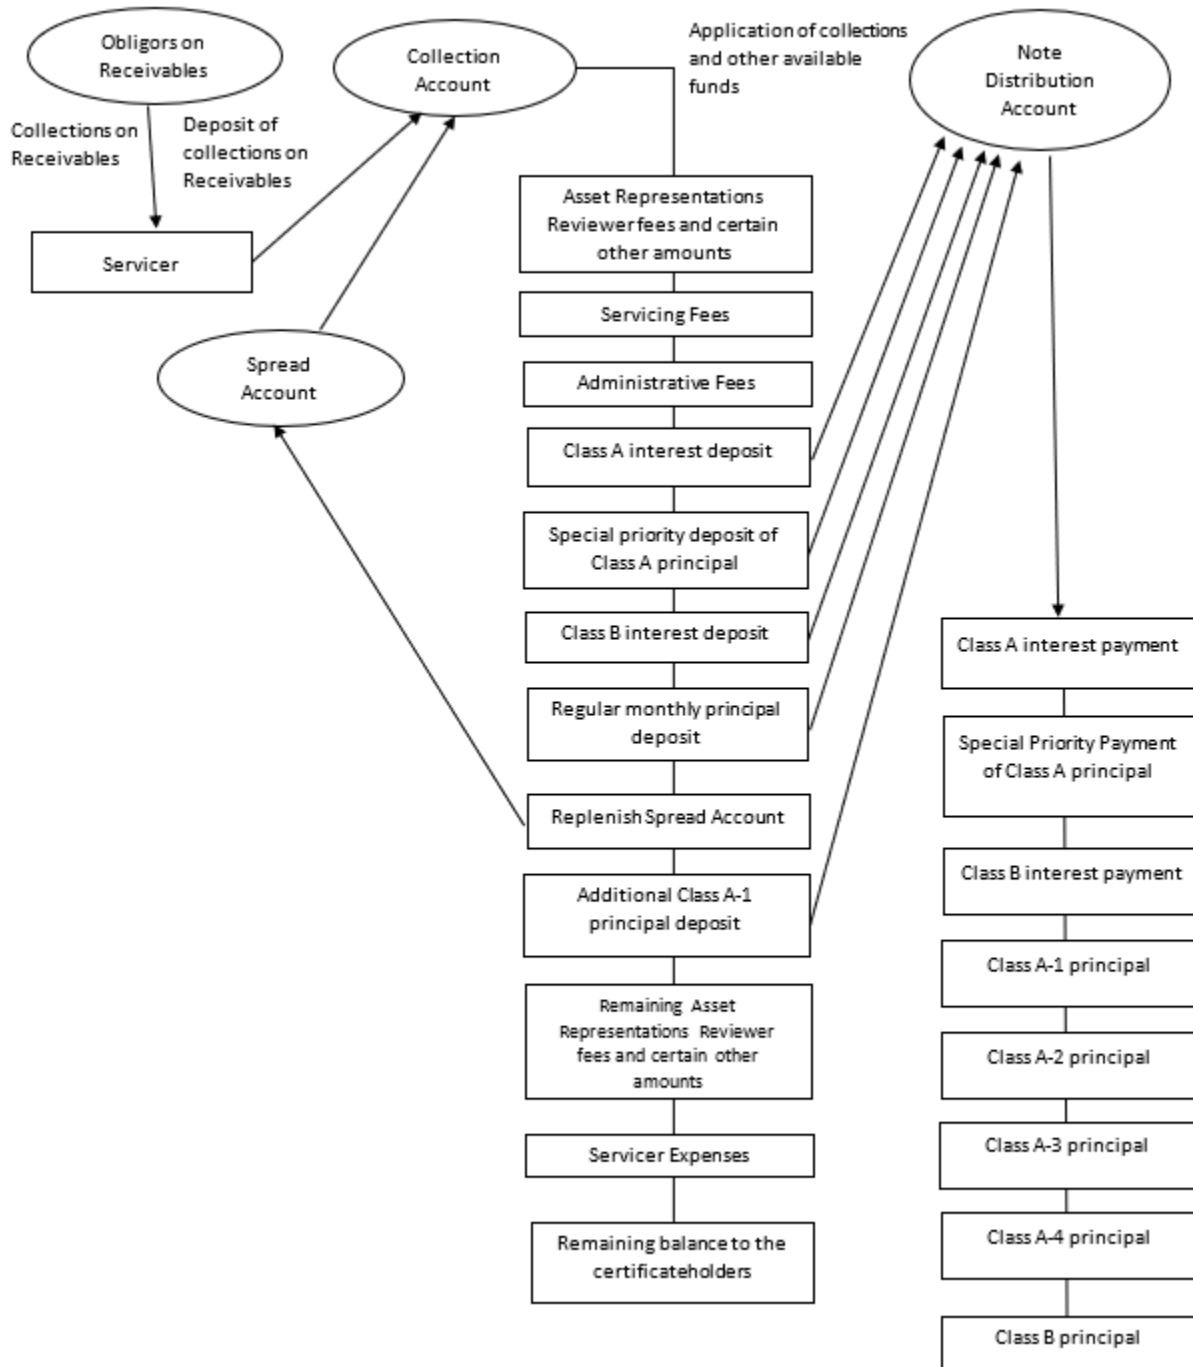 Obligors on
Receivables
Collections on
Receivables
Deposit of
collections on
Receivables
Servicer
Collection
Account
Spread
Account
Application of collections
and other available
funds
Note
Distribution
Account
Asset Representations
Reviewer fees and certain
other amounts
Servicing Fees
Administrative Fees
Class A interest deposit
Special priority deposit of
Class A principal
Class B interest deposit
Regular monthly principal
deposit
Replenish Spread Account
Additional Class A-1
principal deposit
Remaining Asset
Representations Reviewer
fees and certain other
amounts
Servicer Expenses
Remaining balance to the
certificateholders
Class A interest payment
Special Priority Payment
of Class A principal
Class B interest payment
Class A-1 principal
Class A-2 principal
Class A-3 principal
Class A-4 principal
Class B principal